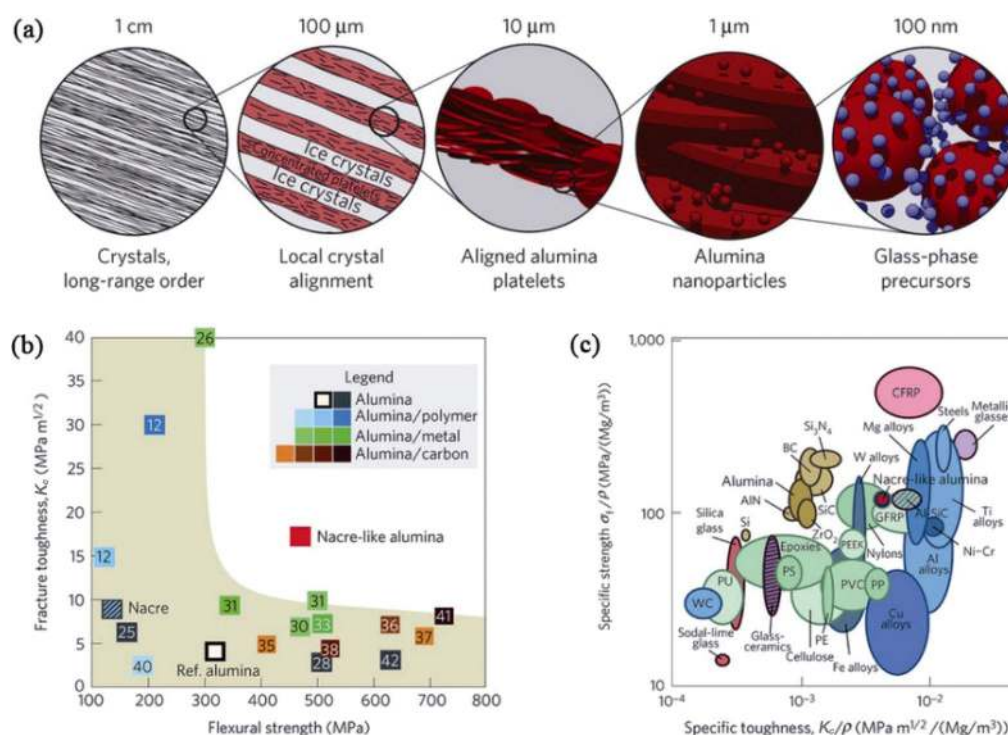 (a)
1 cm
100 μm
10 μm
1 μm
100 nm
Ice crystals
Concentrated platelets
Ice crystals
Crystals,
long-range order
Local crystal
alignment
Aligned alumina
platelets
Alumina
nanoparticles
Glass-phase
precursors
(b)
Fracture toughness, Kc (MPa m1/2)
40
35
30
25
20
15
10
5
0
26
12
Legend
Alumina
Alumina/polymer
Alumina/metal
Alumina/carbon
Nacre-like alumina
12
Nacre
31
31
41
25
30
33
36
37
35
38
40
Ref. alumina
28
42
100
200
300
400
500
600
700
800
Flexural strength (MPa)
(c)
Specific strength σf/ρ (MPa/(Mg/m3))
1,000
100
10
CFRP
Steels
Metallic
glasses
Mg alloys
Si3N4
BC
W alloys
Alumina
Nacre-like alumina
AlN
SiC
GFRP
Al-SiC
Ti
alloys
Silica
glass
Si
ZrO2
PEEK
Nylons
Ni–Cr
Epoxies
Al
alloys
PU
PS
PVC
PP
WC
Cu
alloys
Sodal-lime
glass
Glass-
ceramics
Cellulose
PE
Fe alloys
10−4
10−3
10−2
Specific toughness, Kc/ρ (MPa m1/2/(Mg/m3))